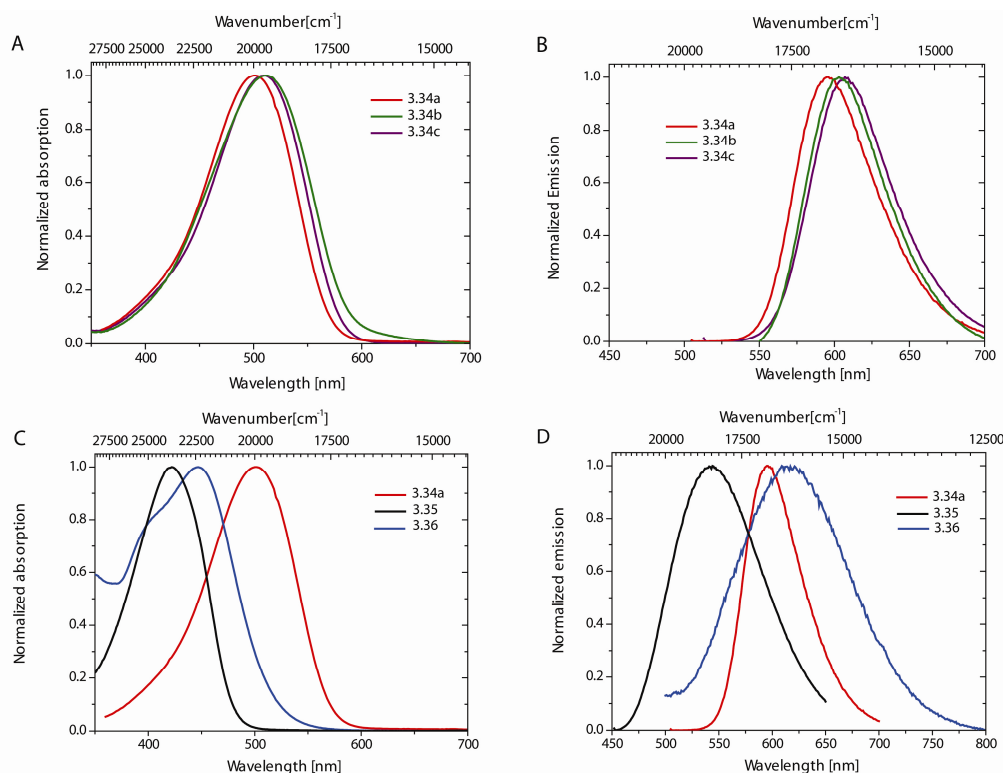 A
Wavenumber[cm⁻¹]
27500 25000 22500 20000 17500 15000
Normalized absorption
1.0
0.8
0.6
0.4
0.2
0.0
3.34a
3.34b
3.34c
400 500 600 700
Wavelength [nm]
B
Wavenumber[cm⁻¹]
20000 17500 15000
Normalized Emission
1.0
0.8
0.6
0.4
0.2
0.0
3.34a
3.34b
3.34c
450 500 550 600 650 700
Wavelength [nm]
C
Wavenumber[cm⁻¹]
27500 25000 22500 20000 17500 15000
Normalized absorption
1.0
0.8
0.6
0.4
0.2
0.0
3.34a
3.35
3.36
400 500 600 700
Wavelength [nm]
D
Wavenumber[cm⁻¹]
20000 17500 15000 12500
Normalized emission
1.0
0.8
0.6
0.4
0.2
0.0
3.34a
3.35
3.36
450 500 550 600 650 700 750 800
Wavelength [nm]